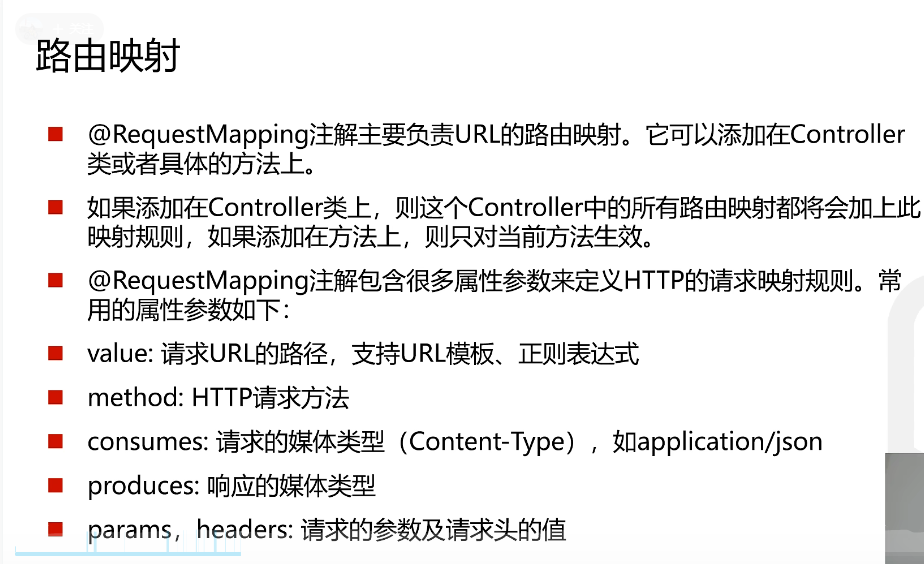 路由映射
@RequestMapping注解主要负责URL的路由映射。它可以添加在Controller
类或者具体的方法上。
如果添加在Controller类上，则这个Controller中的所有路由映射都将会加上此
映射规则，如果添加在方法上，则只对当前方法生效。
@RequestMapping注解包含很多属性参数来定义HTTP的请求映射规则。常
用的属性参数如下：
value: 请求URL的路径，支持URL模板、正则表达式
method: HTTP请求方法
consumes: 请求的媒体类型（Content-Type），如application/json
produces: 响应的媒体类型
params，headers: 请求的参数及请求头的值